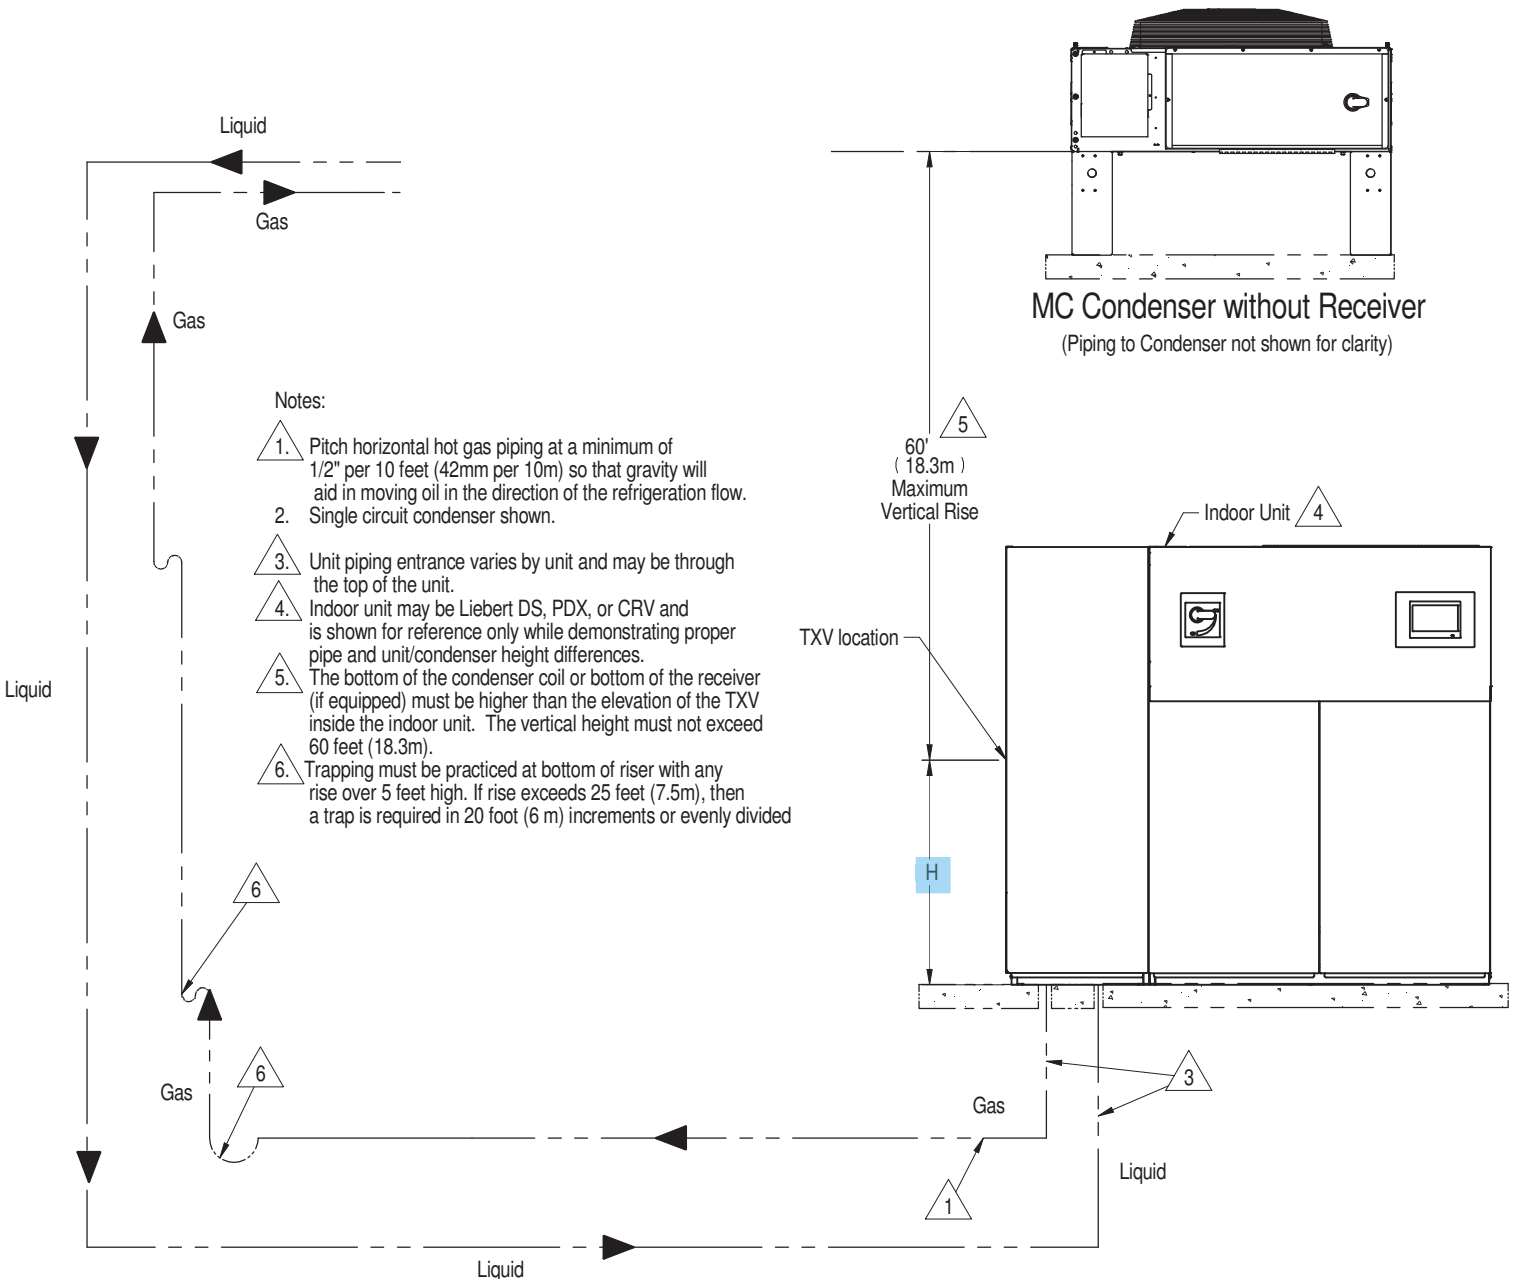 Liquid
Gas
Gas
MC Condenser without Receiver
(Piping to Condenser not shown for clarity)
Notes:
1. Pitch horizontal hot gas piping at a minimum of
1/2" per 10 feet (42mm per 10m) so that gravity will
aid in moving oil in the direction of the refrigeration flow.
2. Single circuit condenser shown.
3. Unit piping entrance varies by unit and may be through
the top of the unit.
4. Indoor unit may be Liebert DS, PDX, or CRV and
is shown for reference only while demonstrating proper
pipe and unit/condenser height differences.
5. The bottom of the condenser coil or bottom of the receiver
(if equipped) must be higher than the elevation of the TXV
inside the indoor unit. The vertical height must not exceed
60 feet (18.3m).
6. Trapping must be practiced at bottom of riser with any
rise over 5 feet high. If rise exceeds 25 feet (7.5m), then
a trap is required in 20 foot (6 m) increments or evenly divided
5
60'
( 18.3m )
Maximum
Vertical Rise
Indoor Unit 4
TXV location
Liquid
H
6
6
Gas
3
Gas
Liquid
1
Liquid